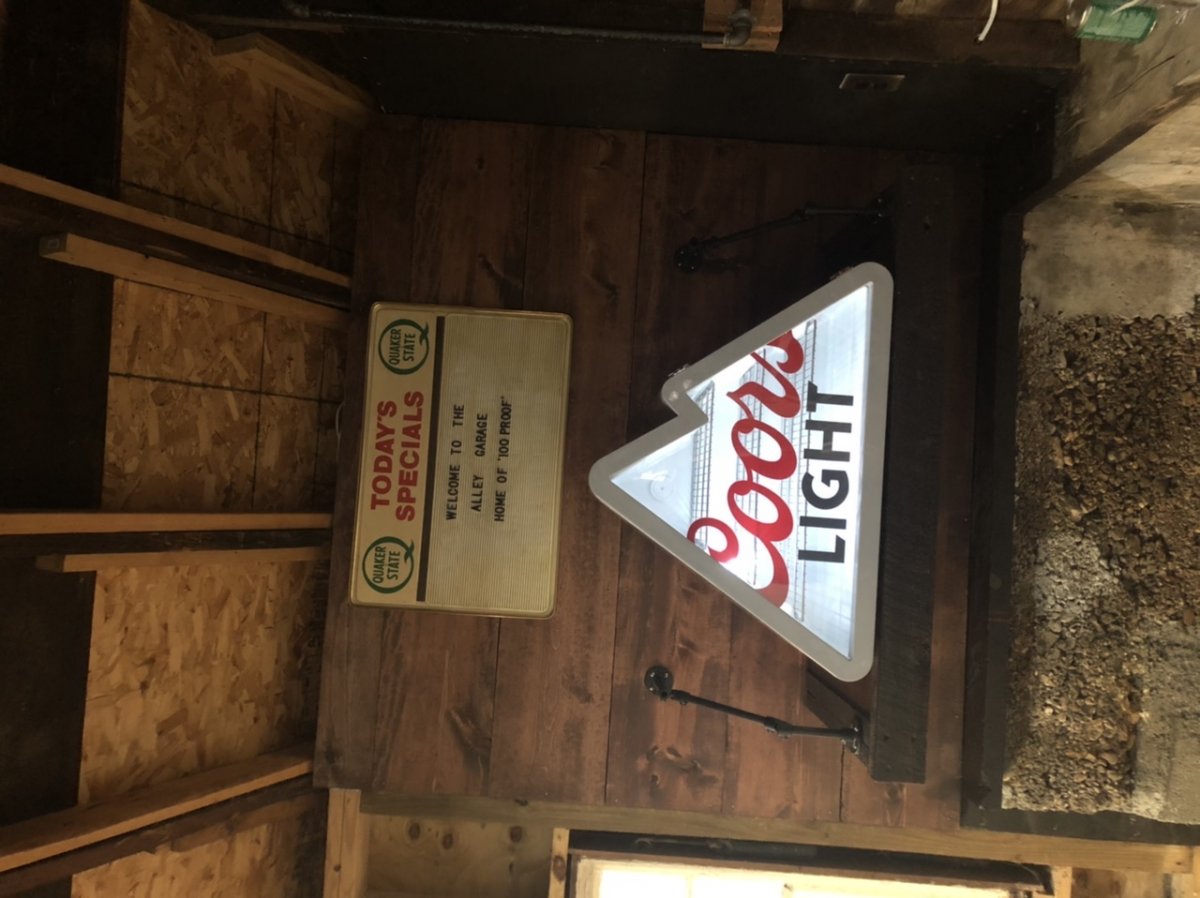 QUAKER
STATE
TODAY'S
SPECIALS
QUAKER
STATE
WELCOME TO THE
ALLEY GARAGE
HOME OF "100 PROOF"
Coors
LIGHT